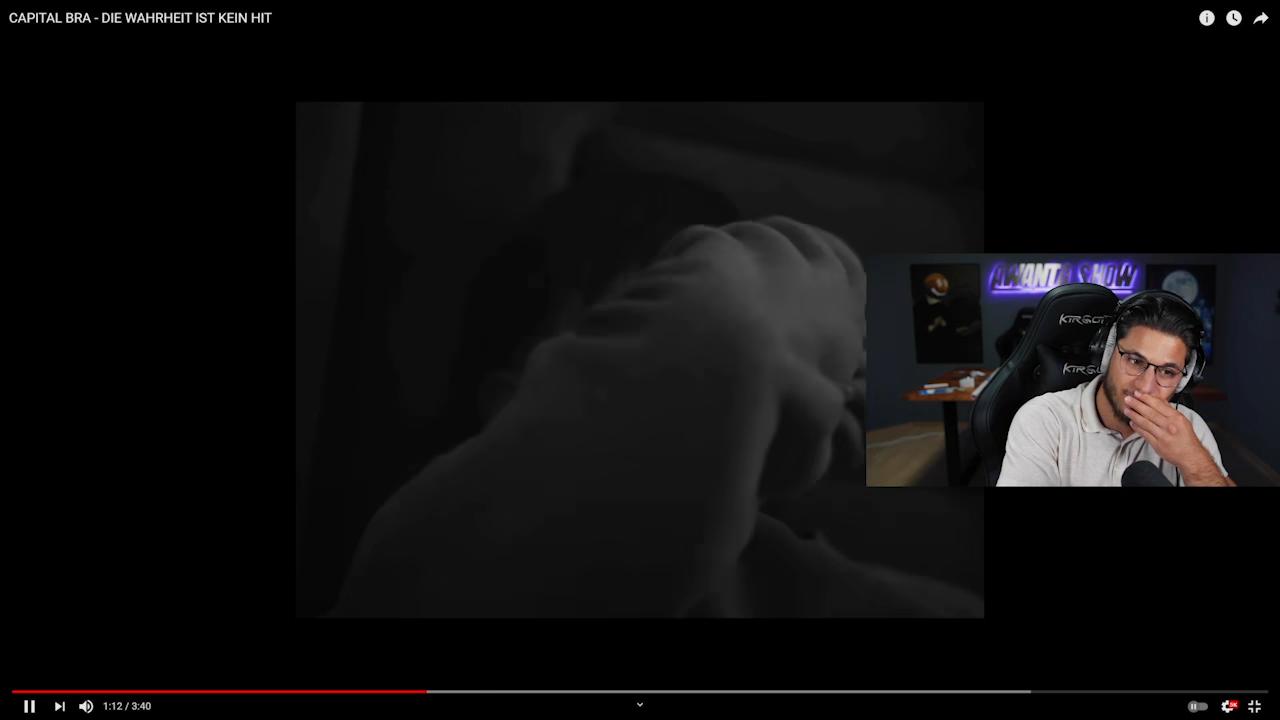 CAPITAL BRA - DIE WAHRHEIT IST KEIN HIT
AWANTA SHOW
1:12 / 3:40